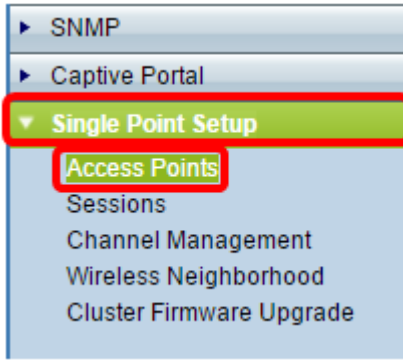 SNMP
Captive Portal
Single Point Setup
Access Points
Sessions
Channel Management
Wireless Neighborhood
Cluster Firmware Upgrade